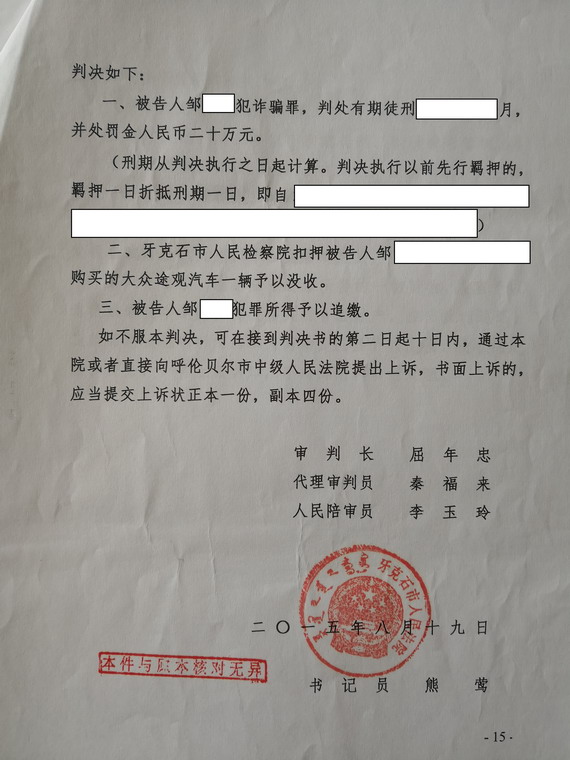 判决如下：
一、被告人邹 犯诈骗罪，判处有期徒刑 月，
并处罚金人民币二十万元。
（刑期从判决执行之日起计算。判决执行以前先行羁押的，
羁押一日折抵刑期一日，即自
）
二、牙克石市人民检察院扣押被告人邹
购买的大众途观汽车一辆予以没收。
三、被告人邹 犯罪所得予以追缴。
如不服本判决，可在接到判决书的第二日起十日内，通过本
院或者直接向呼伦贝尔市中级人民法院提出上诉，书面上诉的，
应当提交上诉状正本一份，副本四份。
审 判 长 屈 年 忠
代理审判员 秦 福 来
人民陪审员 李 玉 玲
牙克石市人民法院
二〇一五年八月十九日
本件与原本核对无异
书 记 员 熊 莺
- 15 -